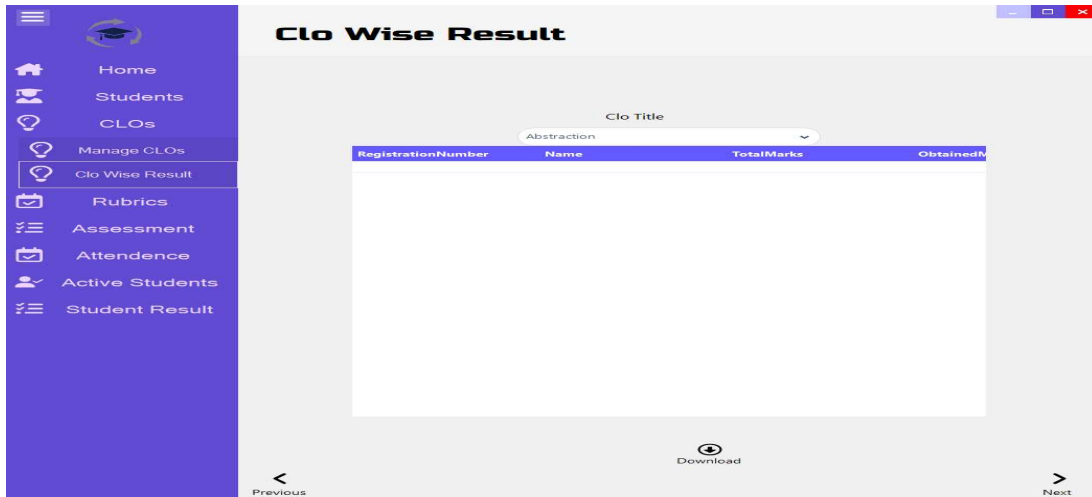 Clo Wise Result
Home
Students
CLOs
Manage CLOs
Clo Wise Result
Rubrics
Assessment
Attendence
Active Students
Student Result
Clo Title
Abstraction
RegistrationNumber Name TotalMarks ObtainedM
Download
Previous
Next